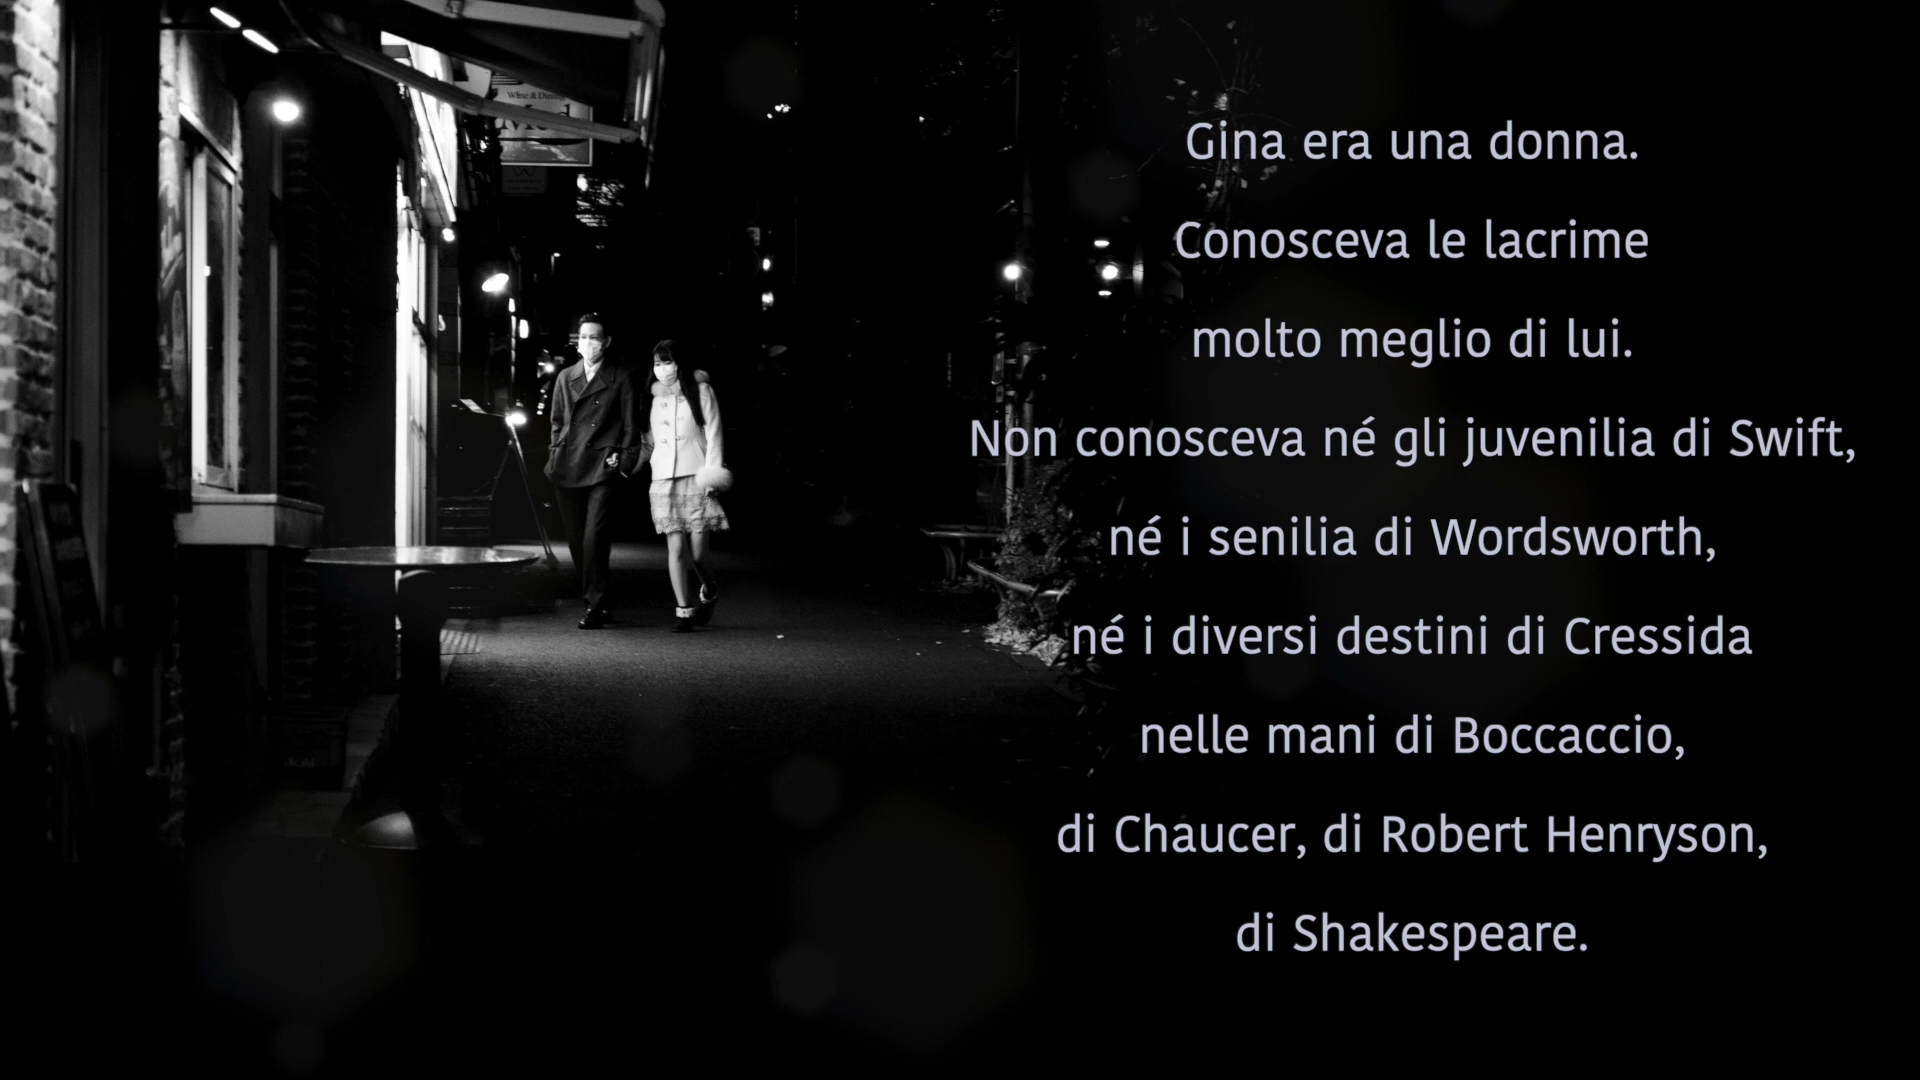 Wine & Dining
Gina era una donna.
Conosceva le lacrime
molto meglio di lui.
Non conosceva né gli juvenilia di Swift,
né i senilia di Wordsworth,
né i diversi destini di Cressida
nelle mani di Boccaccio,
di Chaucer, di Robert Henryson,
di Shakespeare.